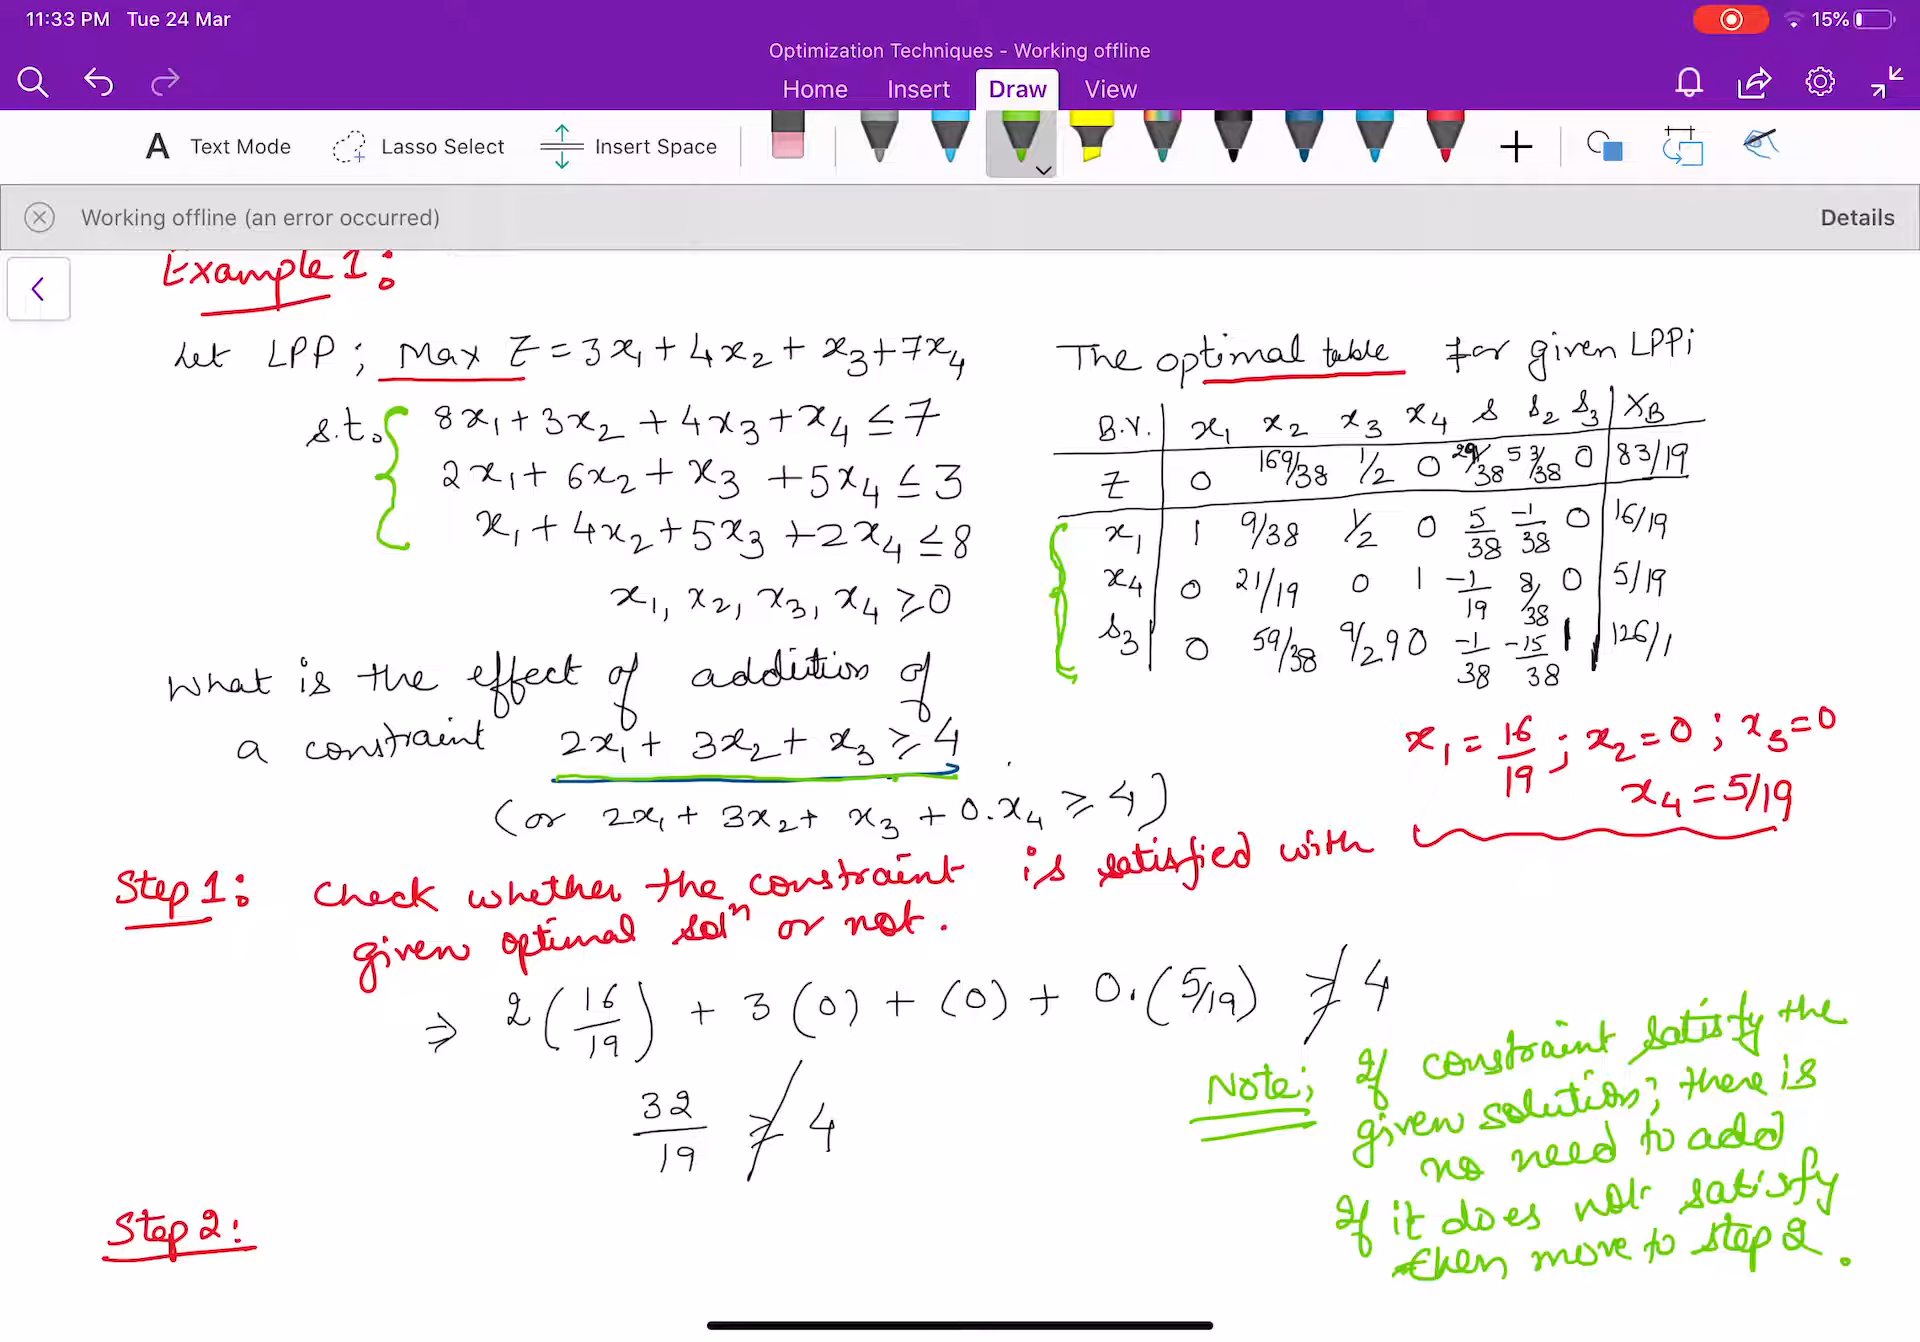 11:33 PM Tue 24 Mar
15%
Optimization Techniques - Working offline
Home Insert Draw View
A Text Mode Lasso Select Insert Space
Working offline (an error occurred) Details
Example 1:
Let LPP; Max Z = 3x₁ + 4x₂ + x₃ + 7x₄
s.t. 8x₁ + 3x₂ + 4x₃ + x₄ ≤ 7
2x₁ + 6x₂ + x₃ + 5x₄ ≤ 3
x₁ + 4x₂ + 5x₃ + 2x₄ ≤ 8
x₁, x₂, x₃, x₄ ≥ 0
What is the effect of addition of
a constraint 2x₁ + 3x₂ + x₃ ≥ 4
(or 2x₁ + 3x₂ + x₃ + 0.x₄ ≥ 4)
The optimal table for given LPP;
B.V. x₁ x₂ x₃ x₄ s s₂ s₃ XB
Z 0 169/38 1/2 0 53/38 0 83/19
x₁ 1 9/38 1/2 0 5/38 -1/38 0 16/19
x₄ 0 21/19 0 1 -1/19 8/38 0 5/19
s₃ 0 59/38 9/2 0 -1/38 -15/38 1 126/1
x₁ = 16/19 ; x₂ = 0 ; x₃ = 0
x₄ = 5/19
Step 1: Check whether the constraint is satisfied with
given optimal solⁿ or not.
⇒ 2(16/19) + 3(0) + (0) + 0.(5/19) ≱ 4
32/19 ≱ 4
Note; If constraint satisfy the
given solution; there is
no need to add
If it does not satisfy
then move to step 2.
Step 2: